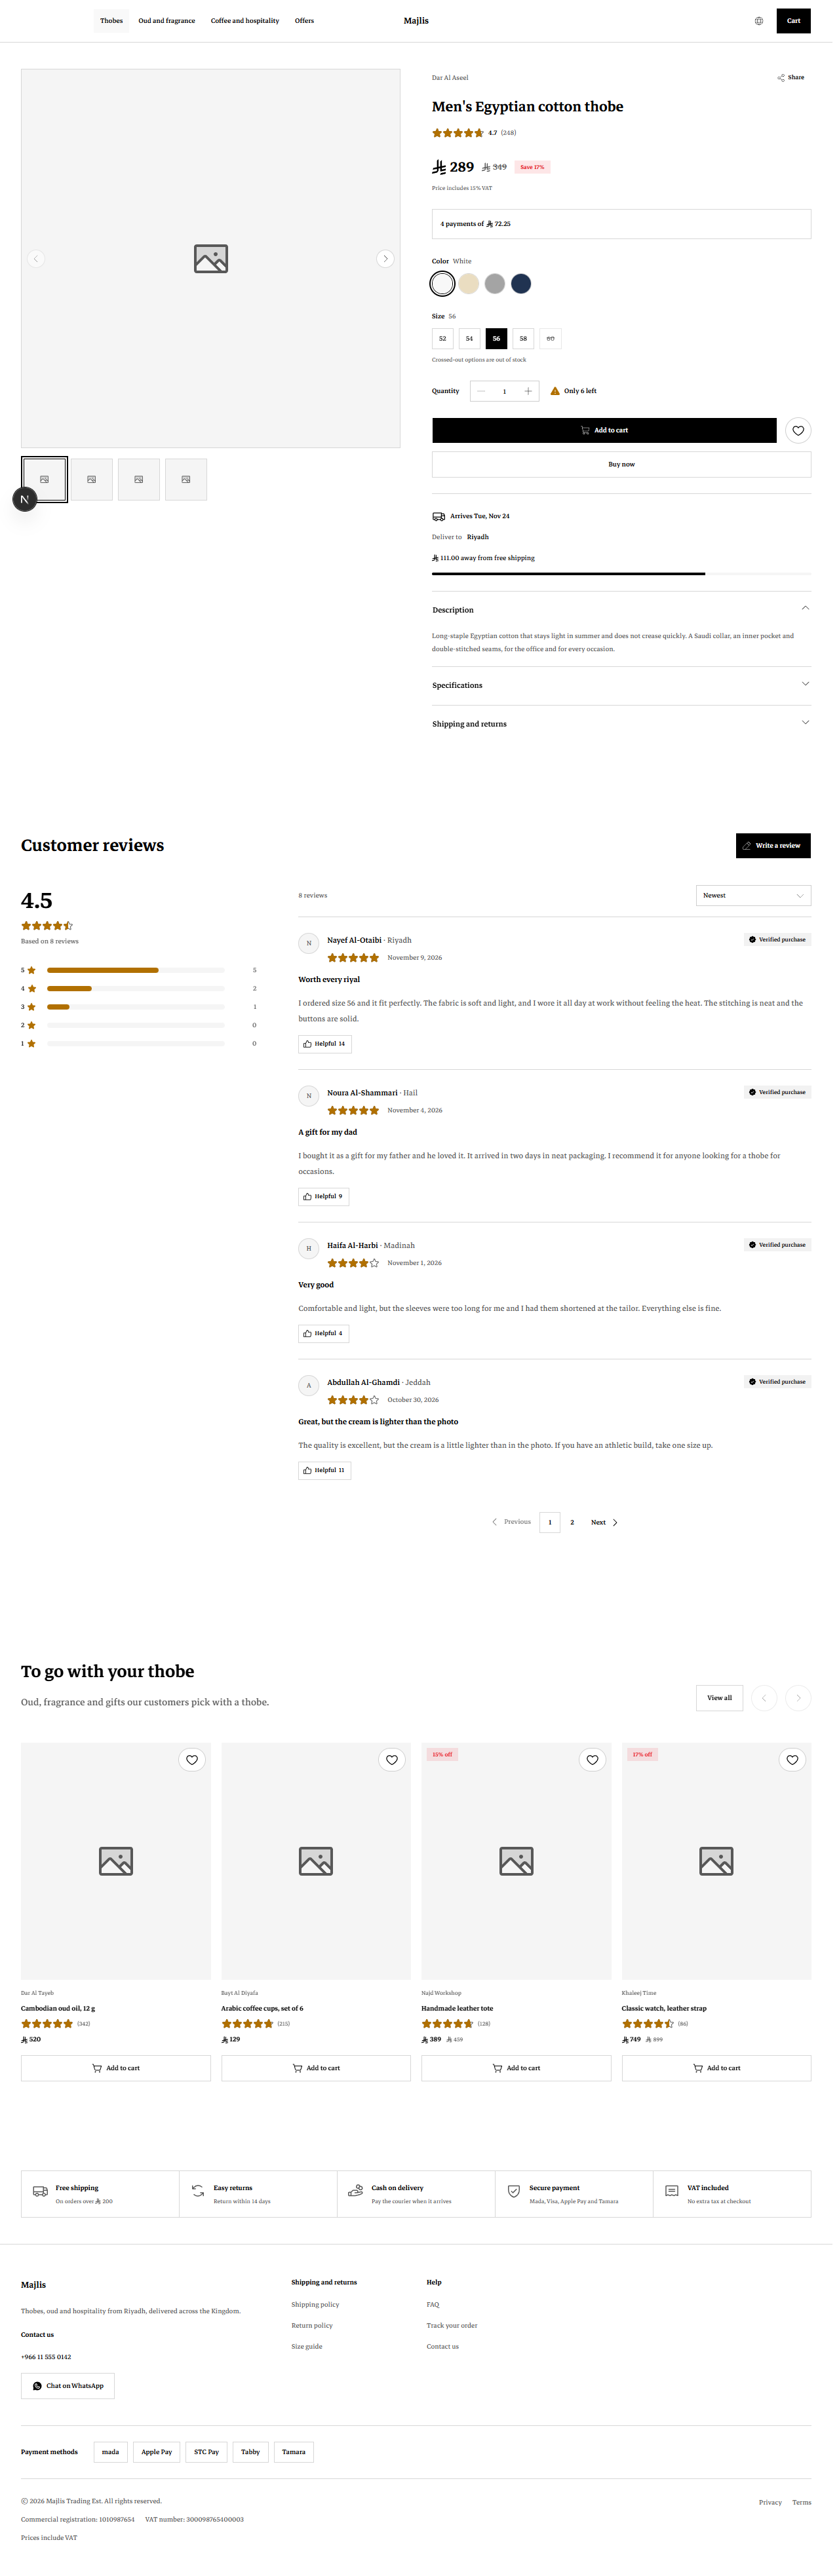 Thobes
Oud and fragrance
Coffee and hospitality
Offers
Majlis
Cart
Dar Al Aseel
Share
Men's Egyptian cotton thobe
4.7 (248)
289 349 Save 17%
Price includes 15% VAT
4 payments of 72.25
Color White
Size 56
52 54 56 58 60
Crossed-out options are out of stock
Quantity 1 Only 6 left
Add to cart
Buy now
N
Arrives Tue, Nov 24
Deliver to Riyadh
111.00 away from free shipping
Description
Long-staple Egyptian cotton that stays light in summer and does not crease quickly. A Saudi collar, an inner pocket and
double-stitched seams, for the office and for every occasion.
Specifications
Shipping and returns
Customer reviews
Write a review
4.5
Based on 8 reviews
5 5
4 2
3 1
2 0
1 0
8 reviews
Newest
N
Nayef Al-Otaibi · Riyadh
Verified purchase
November 9, 2026
Worth every riyal
I ordered size 56 and it fit perfectly. The fabric is soft and light, and I wore it all day at work without feeling the heat. The stitching is neat and the
buttons are solid.
Helpful 14
N
Noura Al-Shammari · Hail
Verified purchase
November 4, 2026
A gift for my dad
I bought it as a gift for my father and he loved it. It arrived in two days in neat packaging. I recommend it for anyone looking for a thobe for
occasions.
Helpful 9
H
Haifa Al-Harbi · Madinah
Verified purchase
November 1, 2026
Very good
Comfortable and light, but the sleeves were too long for me and I had them shortened at the tailor. Everything else is fine.
Helpful 4
A
Abdullah Al-Ghamdi · Jeddah
Verified purchase
October 30, 2026
Great, but the cream is lighter than the photo
The quality is excellent, but the cream is a little lighter than in the photo. If you have an athletic build, take one size up.
Helpful 11
Previous 1 2 Next
To go with your thobe
Oud, fragrance and gifts our customers pick with a thobe.
View all
Dar Al Tayeb
Cambodian oud oil, 12 g
(342)
520
Add to cart
Bayt Al Diyafa
Arabic coffee cups, set of 6
(215)
129
Add to cart
15% off
Najd Workshop
Handmade leather tote
(128)
389 459
Add to cart
17% off
Khaleej Time
Classic watch, leather strap
(86)
749 899
Add to cart
Free shipping
On orders over 200
Easy returns
Return within 14 days
Cash on delivery
Pay the courier when it arrives
Secure payment
Mada, Visa, Apple Pay and Tamara
VAT included
No extra tax at checkout
Majlis
Thobes, oud and hospitality from Riyadh, delivered across the Kingdom.
Contact us
+966 11 555 0142
Chat on WhatsApp
Shipping and returns
Shipping policy
Return policy
Size guide
Help
FAQ
Track your order
Contact us
Payment methods
mada
Apple Pay
STC Pay
Tabby
Tamara
© 2026 Majlis Trading Est. All rights reserved.
Privacy
Terms
Commercial registration: 1010987654
VAT number: 300098765400003
Prices include VAT